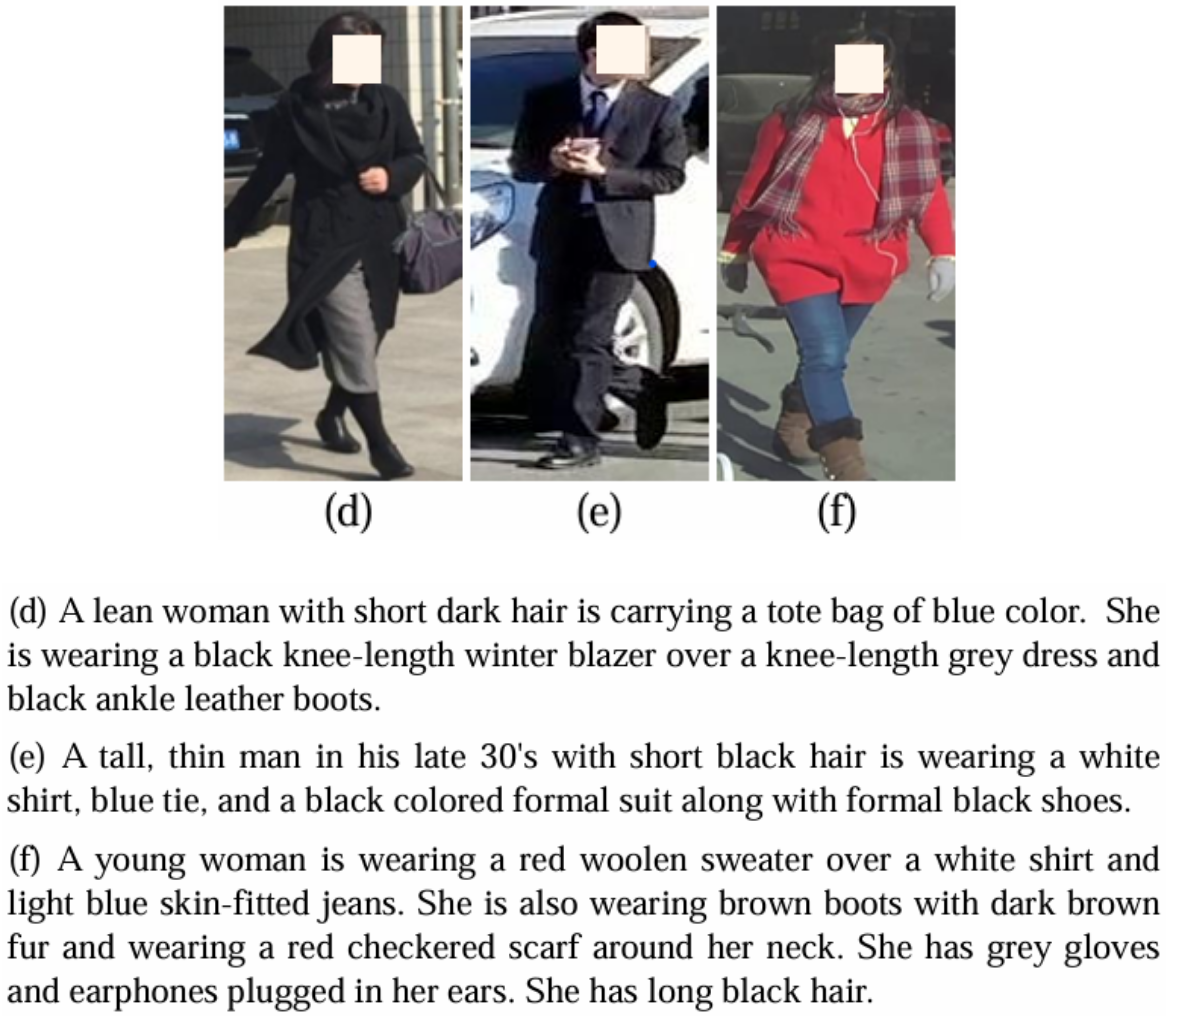 (d) (e) (f)
(d) A lean woman with short dark hair is carrying a tote bag of blue color. She
is wearing a black knee-length winter blazer over a knee-length grey dress and
black ankle leather boots.
(e) A tall, thin man in his late 30's with short black hair is wearing a white
shirt, blue tie, and a black colored formal suit along with formal black shoes.
(f) A young woman is wearing a red woolen sweater over a white shirt and
light blue skin-fitted jeans. She is also wearing brown boots with dark brown
fur and wearing a red checkered scarf around her neck. She has grey gloves
and earphones plugged in her ears. She has long black hair.